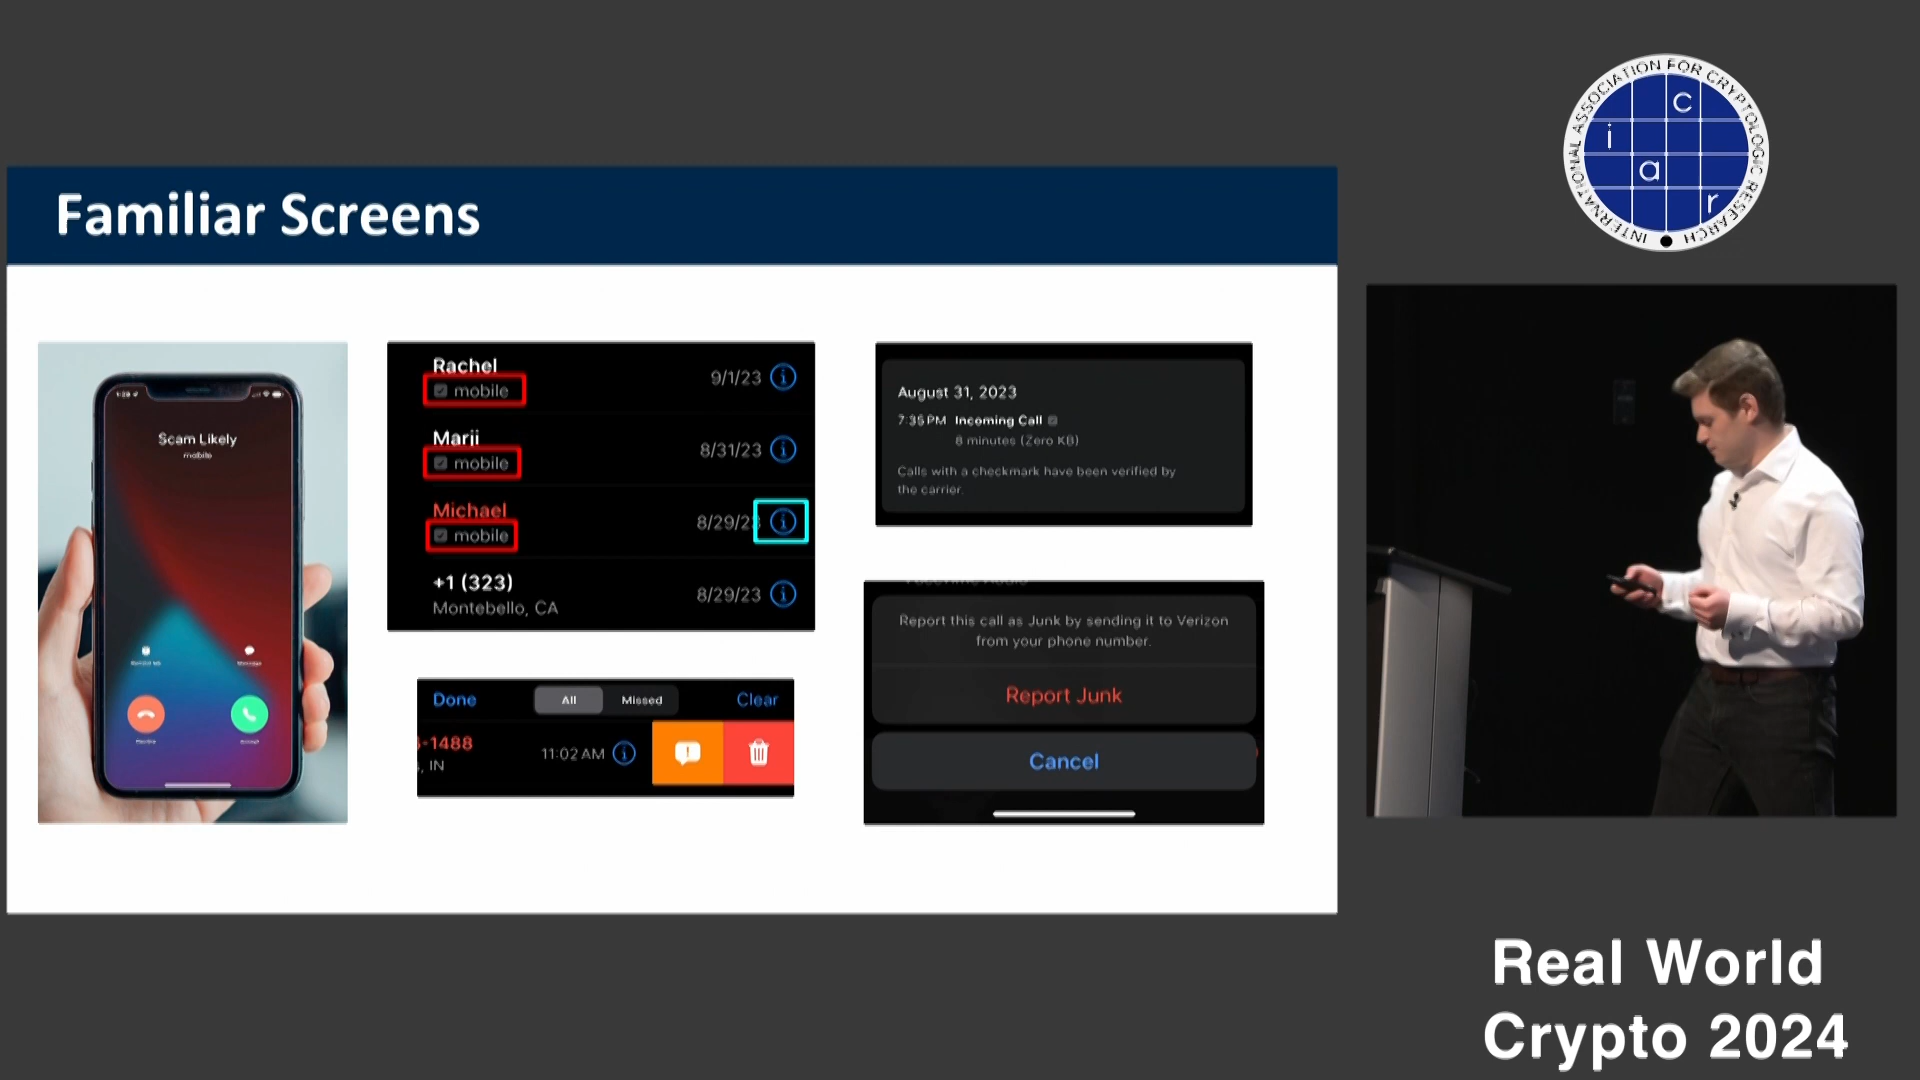 Familiar Screens
Scam Likely
mobile
Rachel
mobile
9/1/23
Marji
mobile
8/31/23
Michael
mobile
8/29/23
+1 (323)
Montebello, CA
8/29/23
Done
All
Missed
Clear
-1488
, IN
11:02 AM
August 31, 2023
7:35 PM Incoming Call
8 minutes (Zero KB)
Calls with a checkmark have been verified by
the carrier.
Report this call as Junk by sending it to Verizon
from your phone number.
Report Junk
Cancel
INTERNATIONAL ASSOCIATION FOR CRYPTOLOGIC RESEARCH
i a c r
Real World
Crypto 2024